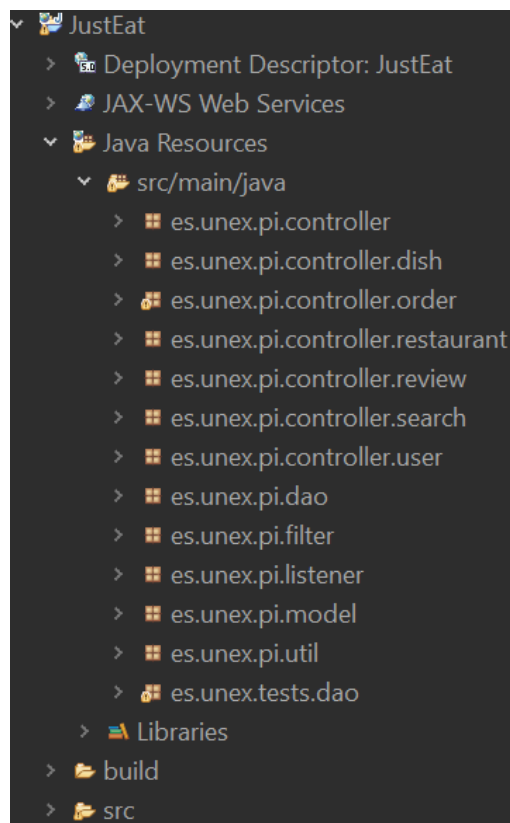 JustEat
5.0 Deployment Descriptor: JustEat
JAX-WS Web Services
Java Resources
src/main/java
es.unex.pi.controller
es.unex.pi.controller.dish
es.unex.pi.controller.order
es.unex.pi.controller.restaurant
es.unex.pi.controller.review
es.unex.pi.controller.search
es.unex.pi.controller.user
es.unex.pi.dao
es.unex.pi.filter
es.unex.pi.listener
es.unex.pi.model
es.unex.pi.util
es.unex.tests.dao
Libraries
build
src